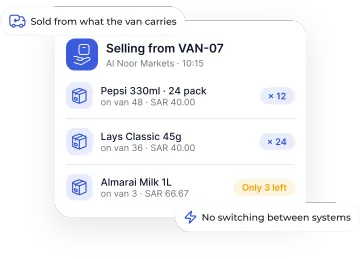 Sold from what the van carries
Selling from VAN-07
Al Noor Markets · 10:15
Pepsi 330ml · 24 pack
on van 48 · SAR 40.00
× 12
Lays Classic 45g
on van 36 · SAR 40.00
× 24
Almarai Milk 1L
on van 3 · SAR 66.67
Only 3 left
No switching between systems